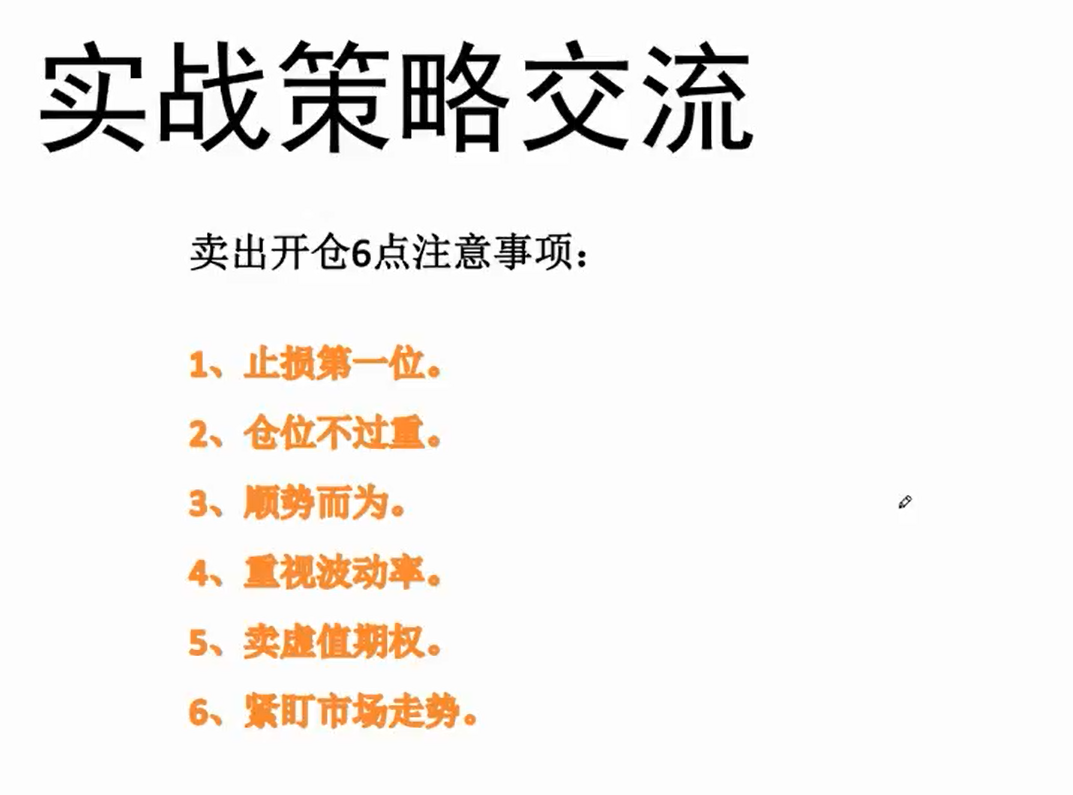 实战策略交流
卖出开仓6点注意事项：
1、止损第一位。
2、仓位不过重。
3、顺势而为。
4、重视波动率。
5、卖虚值期权。
6、紧盯市场走势。